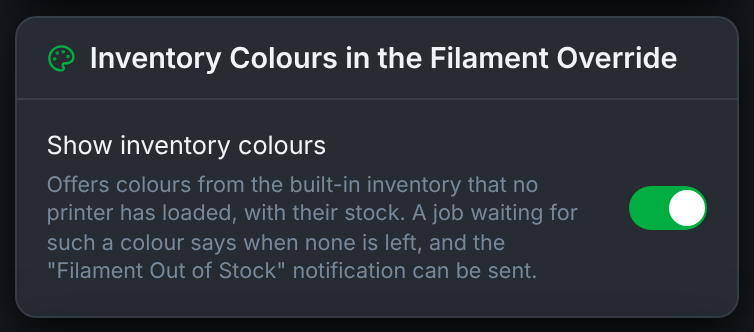 Inventory Colours in the Filament Override
Show inventory colours
Offers colours from the built-in inventory that no
printer has loaded, with their stock. A job waiting for
such a colour says when none is left, and the
"Filament Out of Stock" notification can be sent.